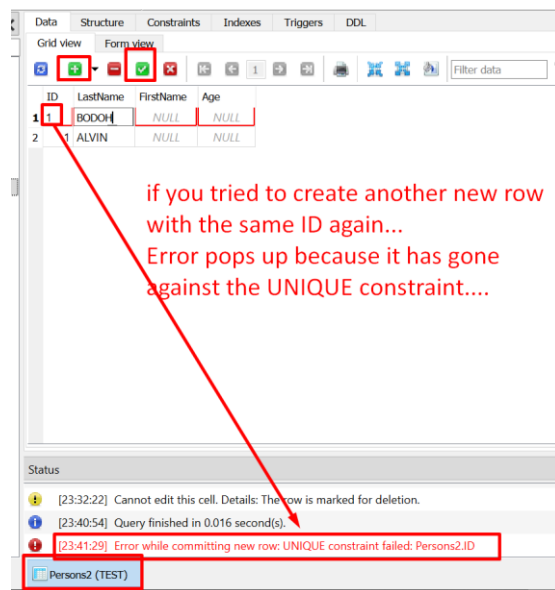 Data Structure Constraints Indexes Triggers DDL
Grid view Form view
1 Filter data
ID LastName FirstName Age
1 1 BODOH NULL NULL
2 1 ALVIN NULL NULL
if you tried to create another new row
with the same ID again...
Error pops up because it has gone
against the UNIQUE constraint....
Status
[23:32:22] Cannot edit this cell. Details: The row is marked for deletion.
[23:40:54] Query finished in 0.016 second(s).
[23:41:29] Error while committing new row: UNIQUE constraint failed: Persons2.ID
Persons2 (TEST)